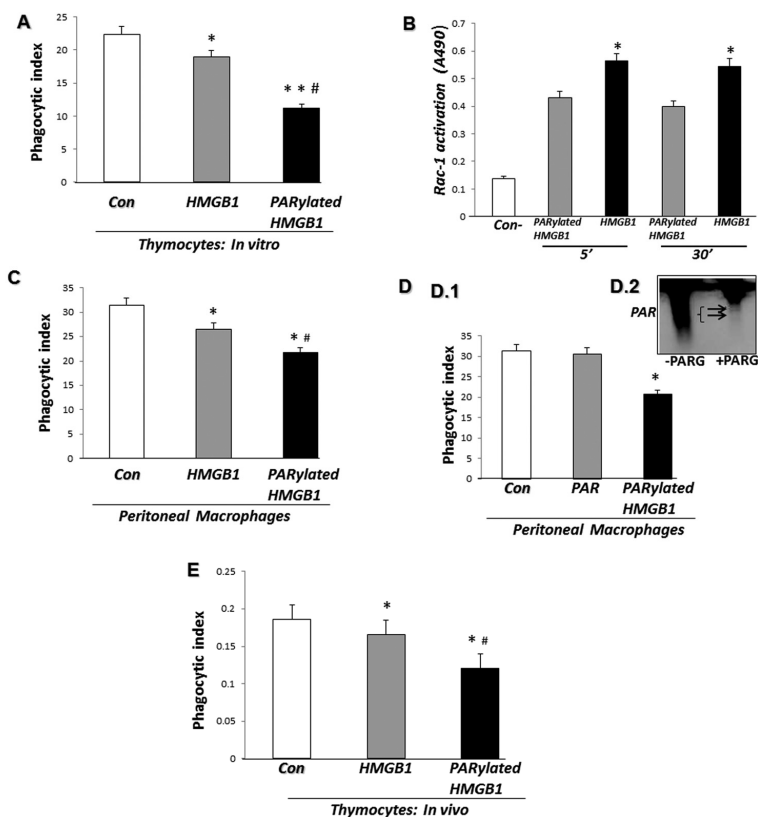 A
Phagocytic index
25
20
15
10
5
0
*
* * #
Con
HMGB1
PARylated
HMGB1
Thymocytes: In vitro
B
Rac-1 activation (A490)
0.7
0.6
0.5
0.4
0.3
0.2
0.1
0
*
*
Con-
PARylated
HMGB1
HMGB1
PARylated
HMGB1
HMGB1
5’
30’
C
Phagocytic index
35
30
25
20
15
10
5
0
*
* #
Con
HMGB1
PARylated
HMGB1
Peritoneal Macrophages
D
D.1
Phagocytic index
35
30
25
20
15
10
0
*
Con
PAR
PARylated
HMGB1
Peritoneal Macrophages
D.2
PAR
-PARG
+PARG
E
Phagocytic index
0.25
0.2
0.15
0.1
0.05
0
*
* #
Con
HMGB1
PARylated
HMGB1
Thymocytes: In vivo